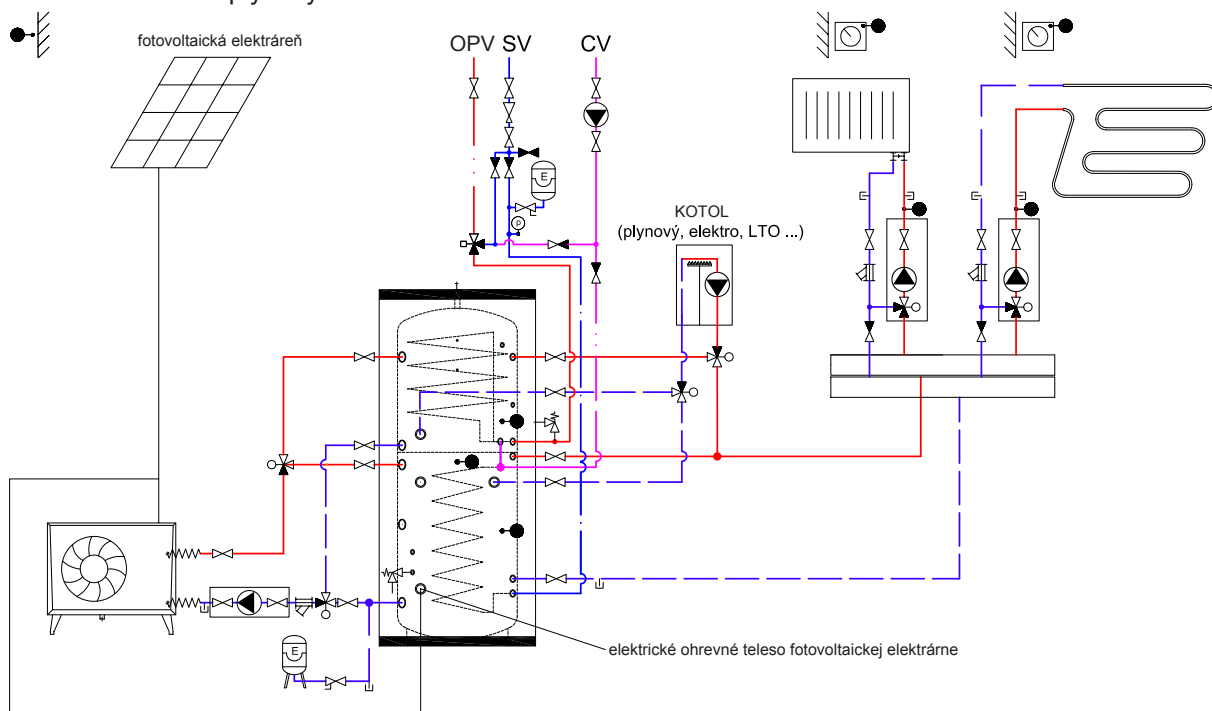 fotovoltaická elektráreň
OPV SV CV
E
p
KOTOL
(plynový, elektro, LTO ...)
E
elektrické ohrevné teleso fotovoltaickej elektrárne